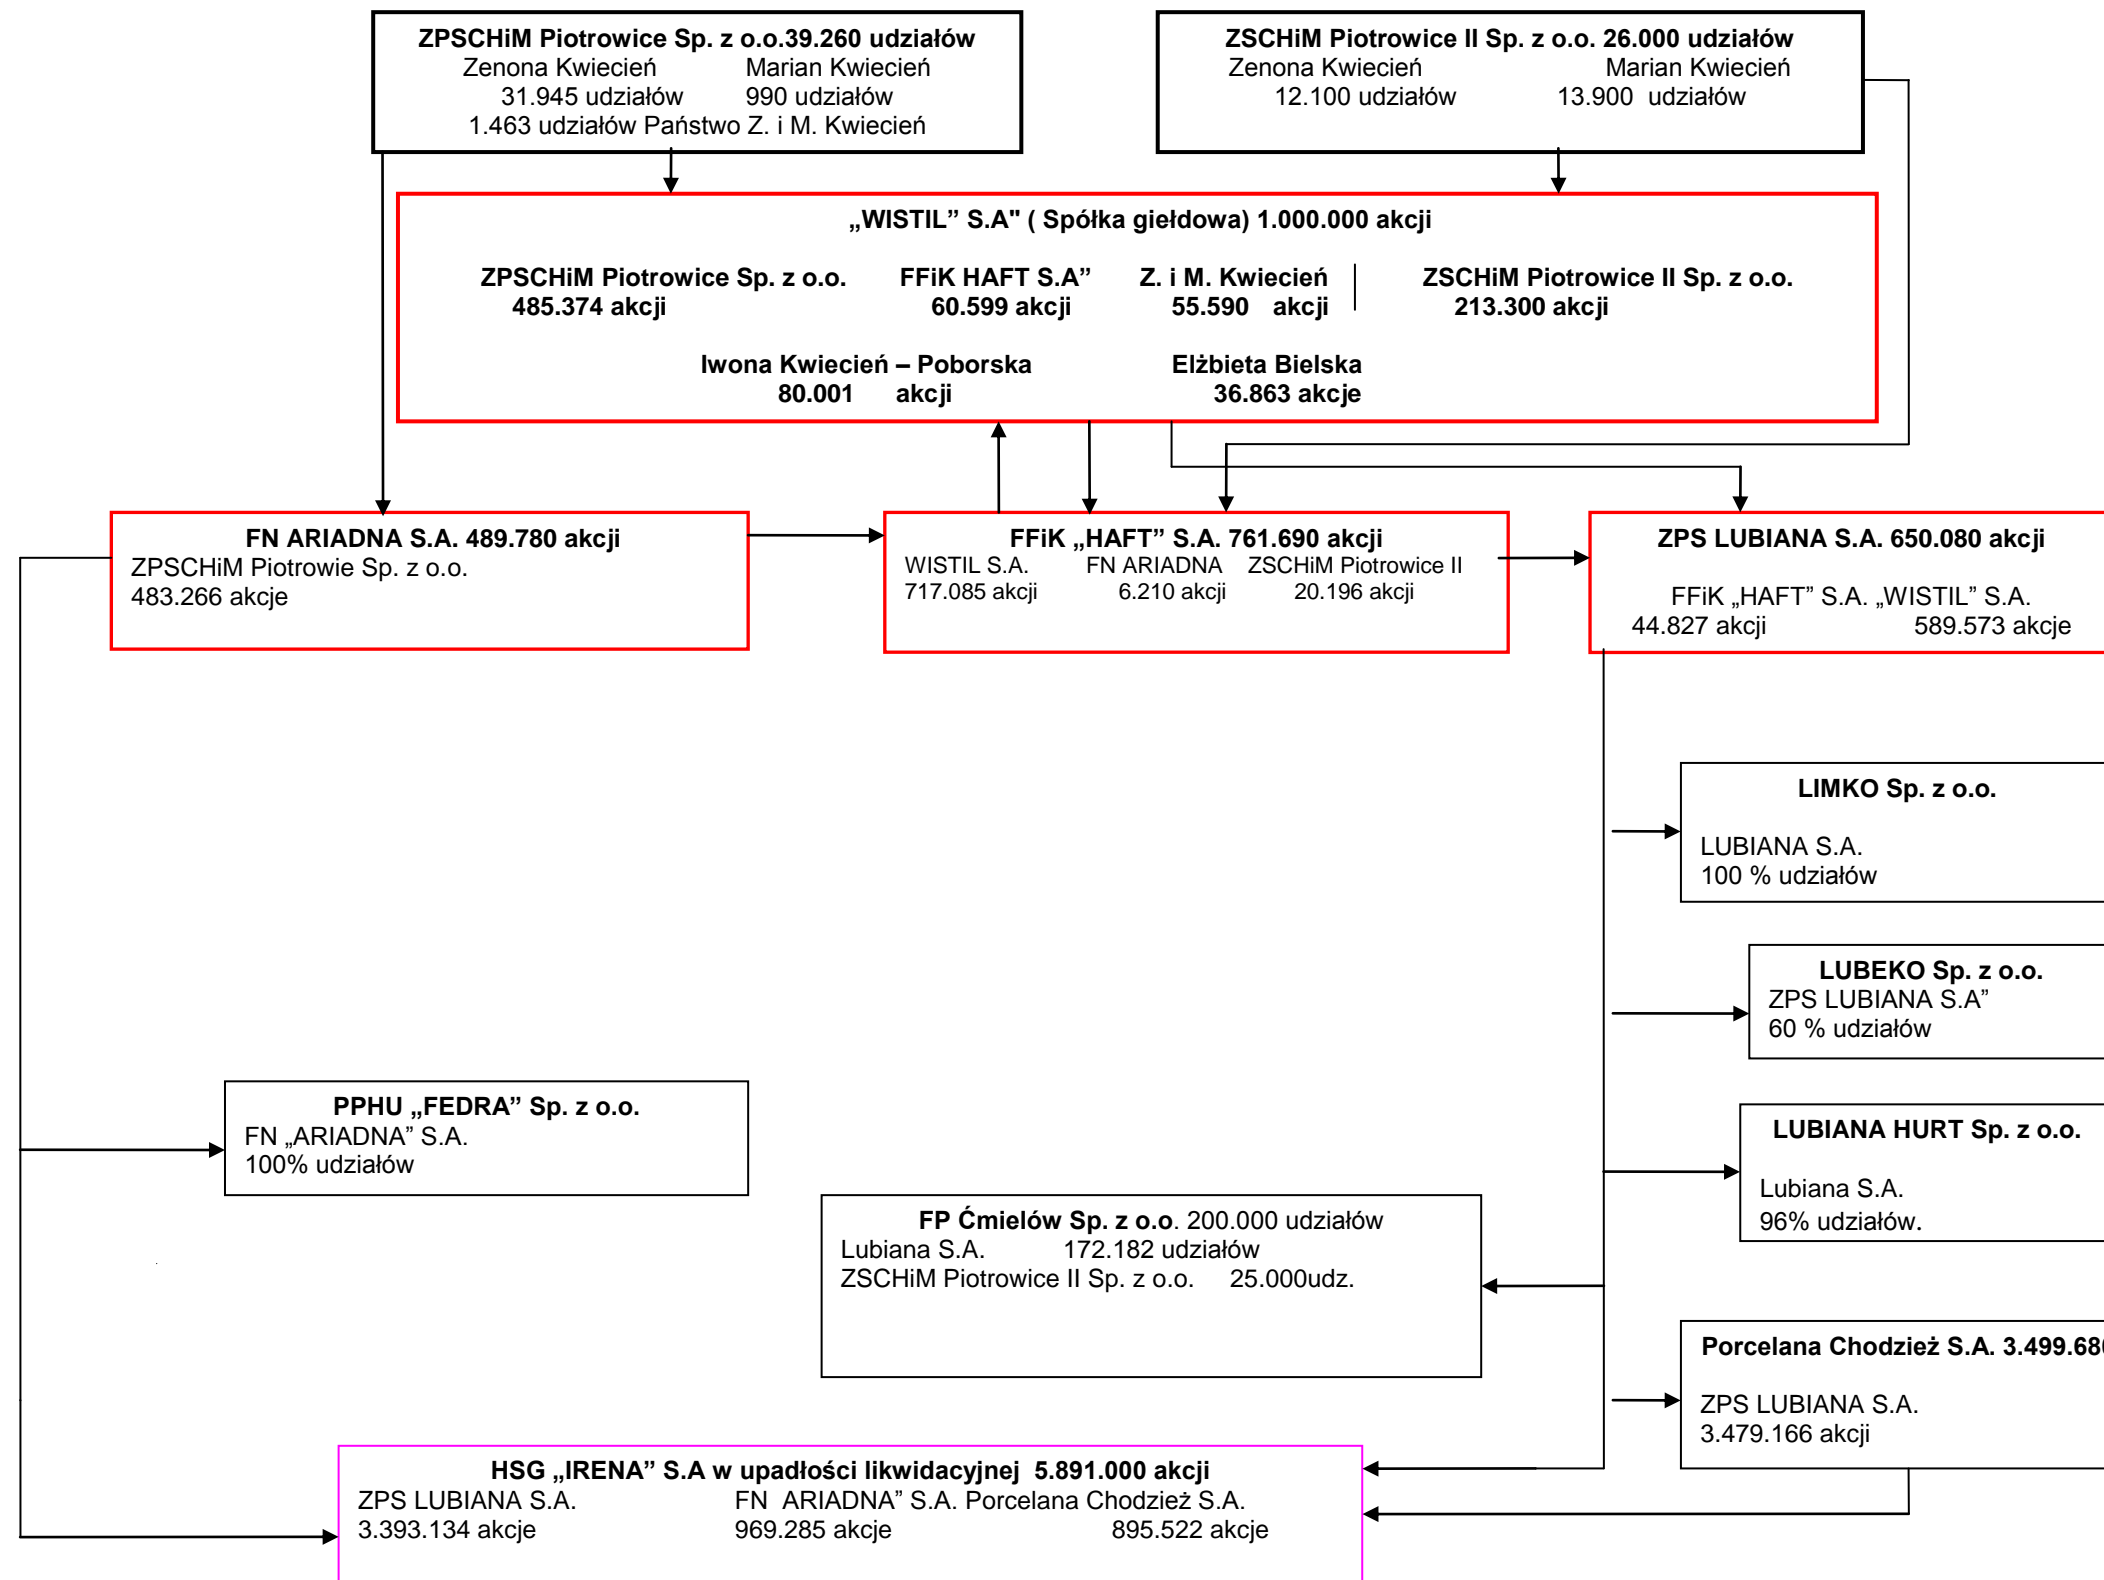 ZPSCHiM Piotrowice Sp. z o.o.39.260 udziałów
Zenona Kwiecień Marian Kwiecień
31.945 udziałów 990 udziałów
1.463 udziałów Państwo Z. i M. Kwiecień
ZSCHiM Piotrowice II Sp. z o.o. 26.000 udziałów
Zenona Kwiecień Marian Kwiecień
12.100 udziałów 13.900 udziałów
„WISTIL” S.A" ( Spółka giełdowa) 1.000.000 akcji
ZPSCHiM Piotrowice Sp. z o.o. FFiK HAFT S.A” Z. i M. Kwiecień ZSCHiM Piotrowice II Sp. z o.o.
485.374 akcji 60.599 akcji 55.590 akcji 213.300 akcji
Iwona Kwiecień – Poborska Elżbieta Bielska
80.001 akcji 36.863 akcje
FN ARIADNA S.A. 489.780 akcji
ZPSCHiM Piotrowie Sp. z o.o.
483.266 akcje
FFiK „HAFT” S.A. 761.690 akcji
WISTIL S.A. FN ARIADNA ZSCHiM Piotrowice II
717.085 akcji 6.210 akcji 20.196 akcji
ZPS LUBIANA S.A. 650.080 akcji
FFiK „HAFT” S.A. „WISTIL” S.A.
44.827 akcji 589.573 akcje
LIMKO Sp. z o.o.
LUBIANA S.A.
100 % udziałów
LUBEKO Sp. z o.o.
ZPS LUBIANA S.A”
60 % udziałów
PPHU „FEDRA” Sp. z o.o.
FN „ARIADNA” S.A.
100% udziałów
LUBIANA HURT Sp. z o.o.
Lubiana S.A.
96% udziałów.
FP Ćmielów Sp. z o.o. 200.000 udziałów
Lubiana S.A. 172.182 udziałów
ZSCHiM Piotrowice II Sp. z o.o. 25.000udz.
Porcelana Chodzież S.A. 3.499.680
ZPS LUBIANA S.A.
3.479.166 akcji
HSG „IRENA” S.A w upadłości likwidacyjnej 5.891.000 akcji
ZPS LUBIANA S.A. FN ARIADNA” S.A. Porcelana Chodzież S.A.
3.393.134 akcje 969.285 akcje 895.522 akcje